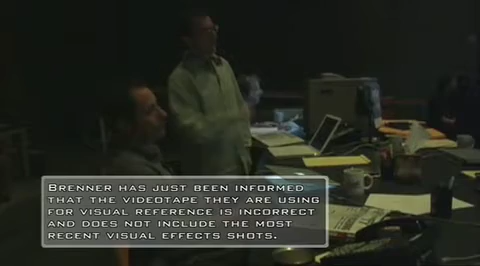 Brenner has just been informed
that the videotape they are using
for visual reference is incorrect
and does not include the most
recent visual effects shots.